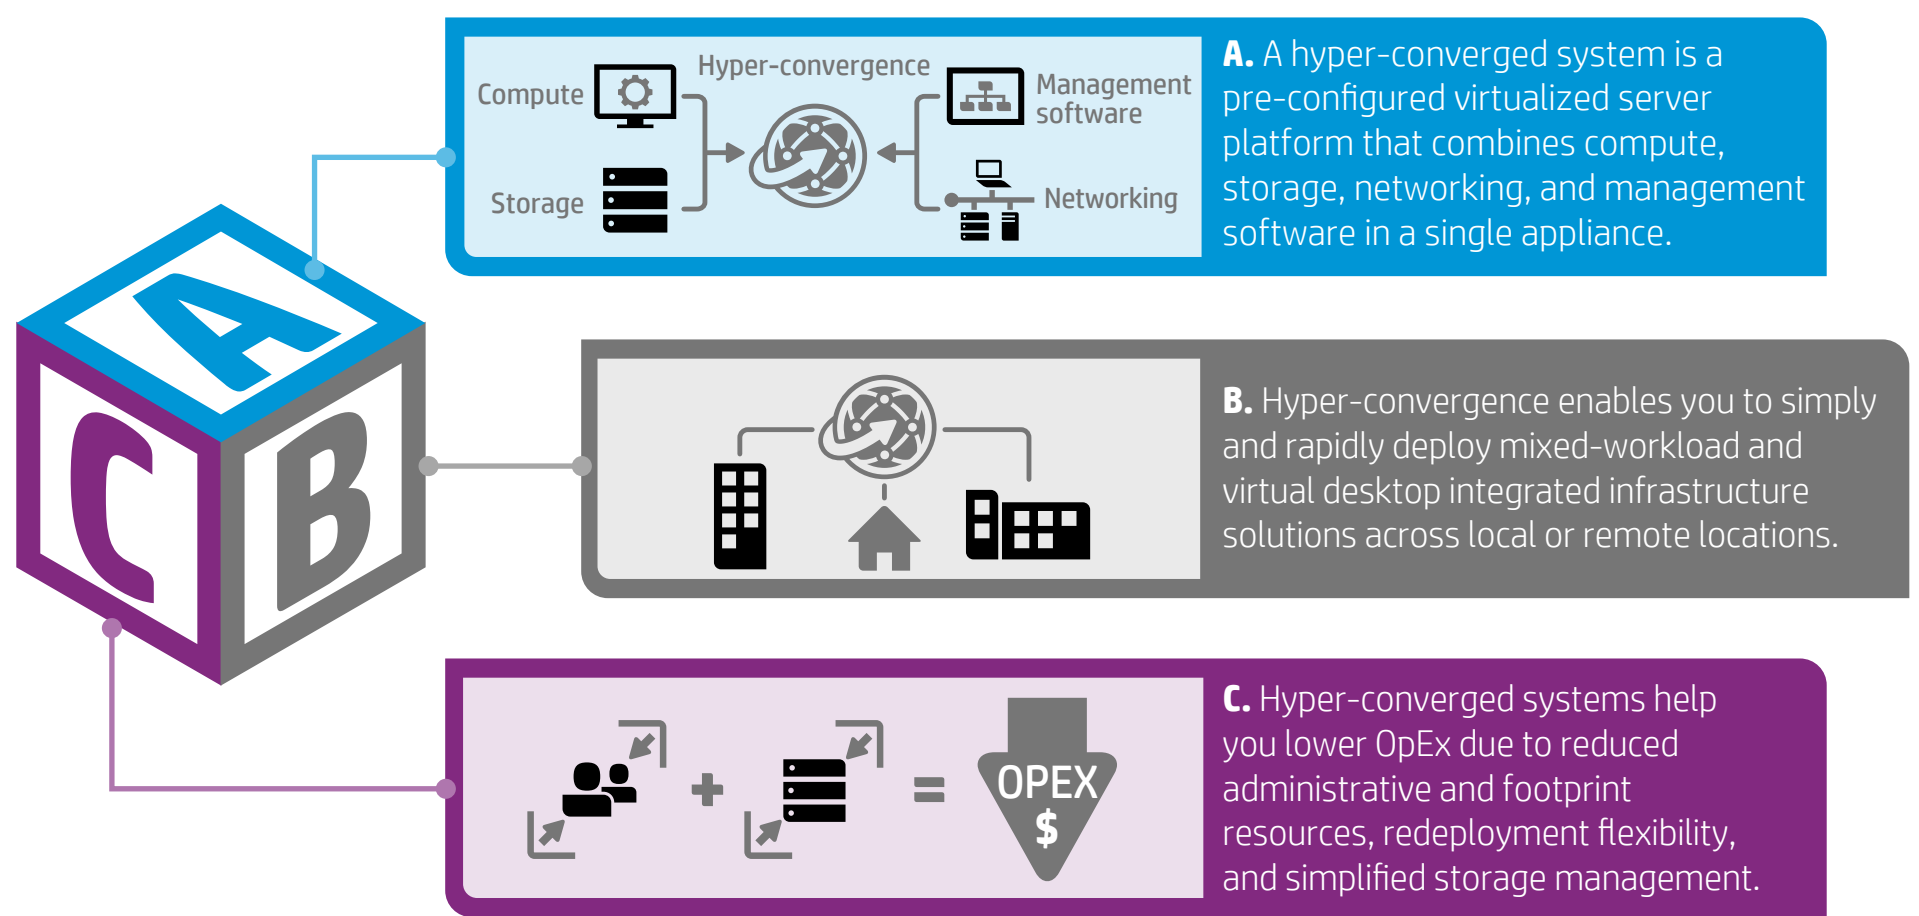 Hyper-convergence
Compute
Management
software
Storage
Networking
A. A hyper-converged system is a
pre-configured virtualized server
platform that combines compute,
storage, networking, and management
software in a single appliance.
A
C
B
B. Hyper-convergence enables you to simply
and rapidly deploy mixed-workload and
virtual desktop integrated infrastructure
solutions across local or remote locations.
OPEX
$
C. Hyper-converged systems help
you lower OpEx due to reduced
administrative and footprint
resources, redeployment flexibility,
and simplified storage management.